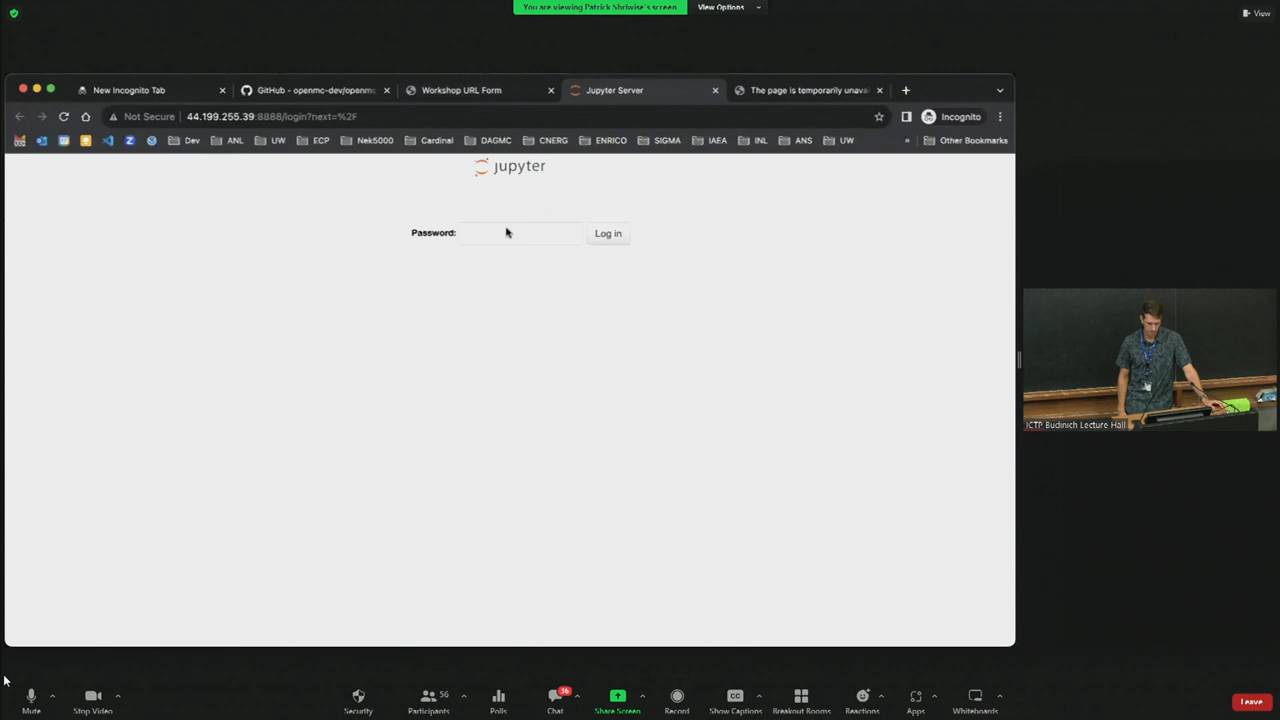 You are viewing Patrick Shriwise's screen
View Options
View
New Incognito Tab
GitHub - openmc-dev/openmc
Workshop URL Form
Jupyter Server
The page is temporarily unava
Not Secure
44.199.255.39:8888/login?next=%2F
Incognito
Dev
ANL
UW
ECP
Nek5000
Cardinal
DAGMC
CNERG
ENRICO
SIGMA
IAEA
INL
ANS
UW
»
Other Bookmarks
jupyter
Password:
Log in
ICTP Budinich Lecture Hall
Mute
Stop Video
Security
56
Participants
Polls
36
Chat
Share Screen
Record
Show Captions
Breakout Rooms
Reactions
Apps
Whiteboards
Leave